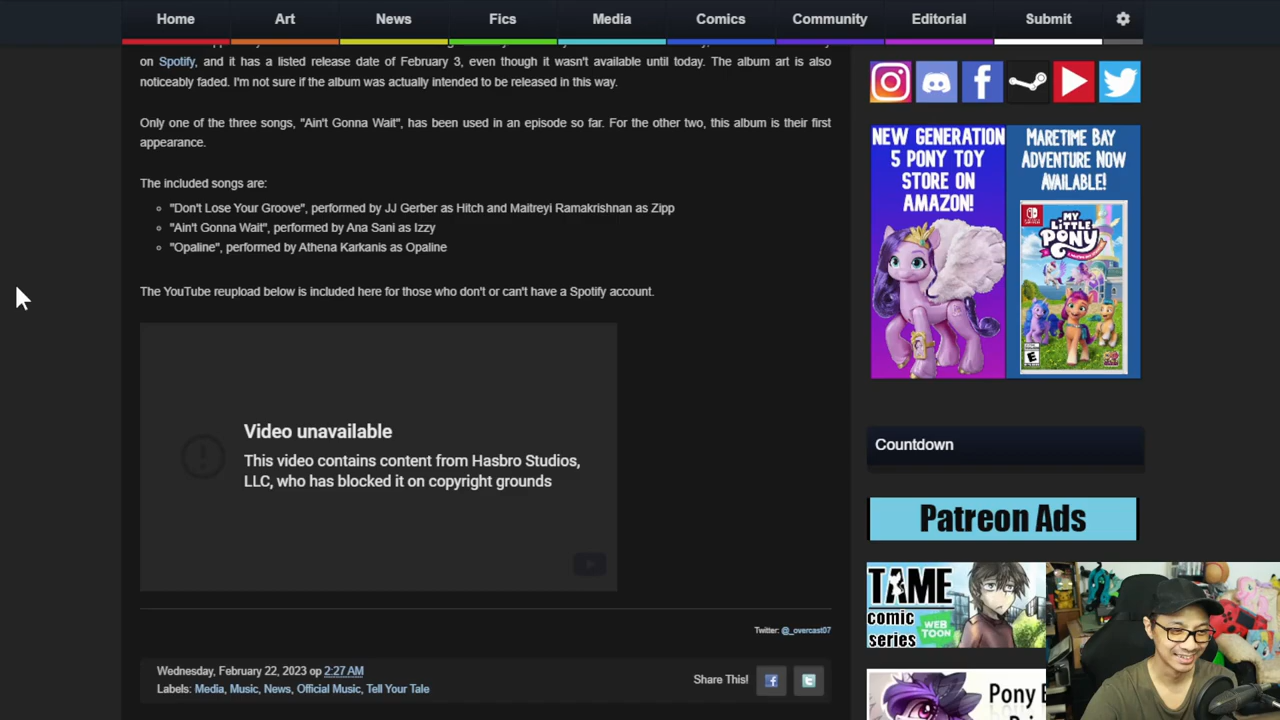 Home Art News Fics Media Comics Community Editorial Submit
on Spotify, and it has a listed release date of February 3, even though it wasn't available until today. The album art is also
noticeably faded. I'm not sure if the album was actually intended to be released in this way.
Only one of the three songs, "Ain't Gonna Wait", has been used in an episode so far. For the other two, this album is their first
appearance.
The included songs are:
"Don't Lose Your Groove", performed by JJ Gerber as Hitch and Maitreyi Ramakrishnan as Zipp
"Ain't Gonna Wait", performed by Ana Sani as Izzy
"Opaline", performed by Athena Karkanis as Opaline
The YouTube reupload below is included here for those who don't or can't have a Spotify account.
Video unavailable
This video contains content from Hasbro Studios,
LLC, who has blocked it on copyright grounds
Twitter: @_overcast07
Wednesday, February 22, 2023 op 2:27 AM
Labels: Media, Music, News, Official Music, Tell Your Tale
Share This!
NEW GENERATION
5 PONY TOY
STORE ON
AMAZON!
MARETIME BAY
ADVENTURE NOW
AVAILABLE!
MY
LITTLE
PONY
E
Countdown
Patreon Ads
TAME
comic
series
WEB
TOON
Pony